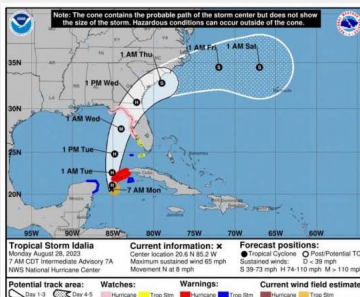 Note: The cone contains the probable path of the storm center but does not show
the size of the storm. Hazardous conditions can occur outside of the cone.
1 AM Thu
1 AM Fri
1 AM Sat
35N
1 PM Wed
30N
1 AM Wed
1 PM Tue
25N
1 AM Tue
7 AM Mon
20N
95W 90W 85W 80W 75W 70W 65W 60W
Tropical Storm Idalia
Monday August 28, 2023
7 AM CDT Intermediate Advisory 7A
NWS National Hurricane Center
Current information: x
Center location 20.6 N 85.2 W
Maximum sustained wind 65 mph
Movement N at 8 mph
Forecast positions:
Tropical Cyclone Post/Potential TC
Sustained winds: D < 39 mph
S 39-73 mph H 74-110 mph M > 110 mph
Potential track area:
Day 1-3 Day 4-5
Watches:
Hurricane Trop Stm
Warnings:
Hurricane Trop Stm
Current wind field estimate: